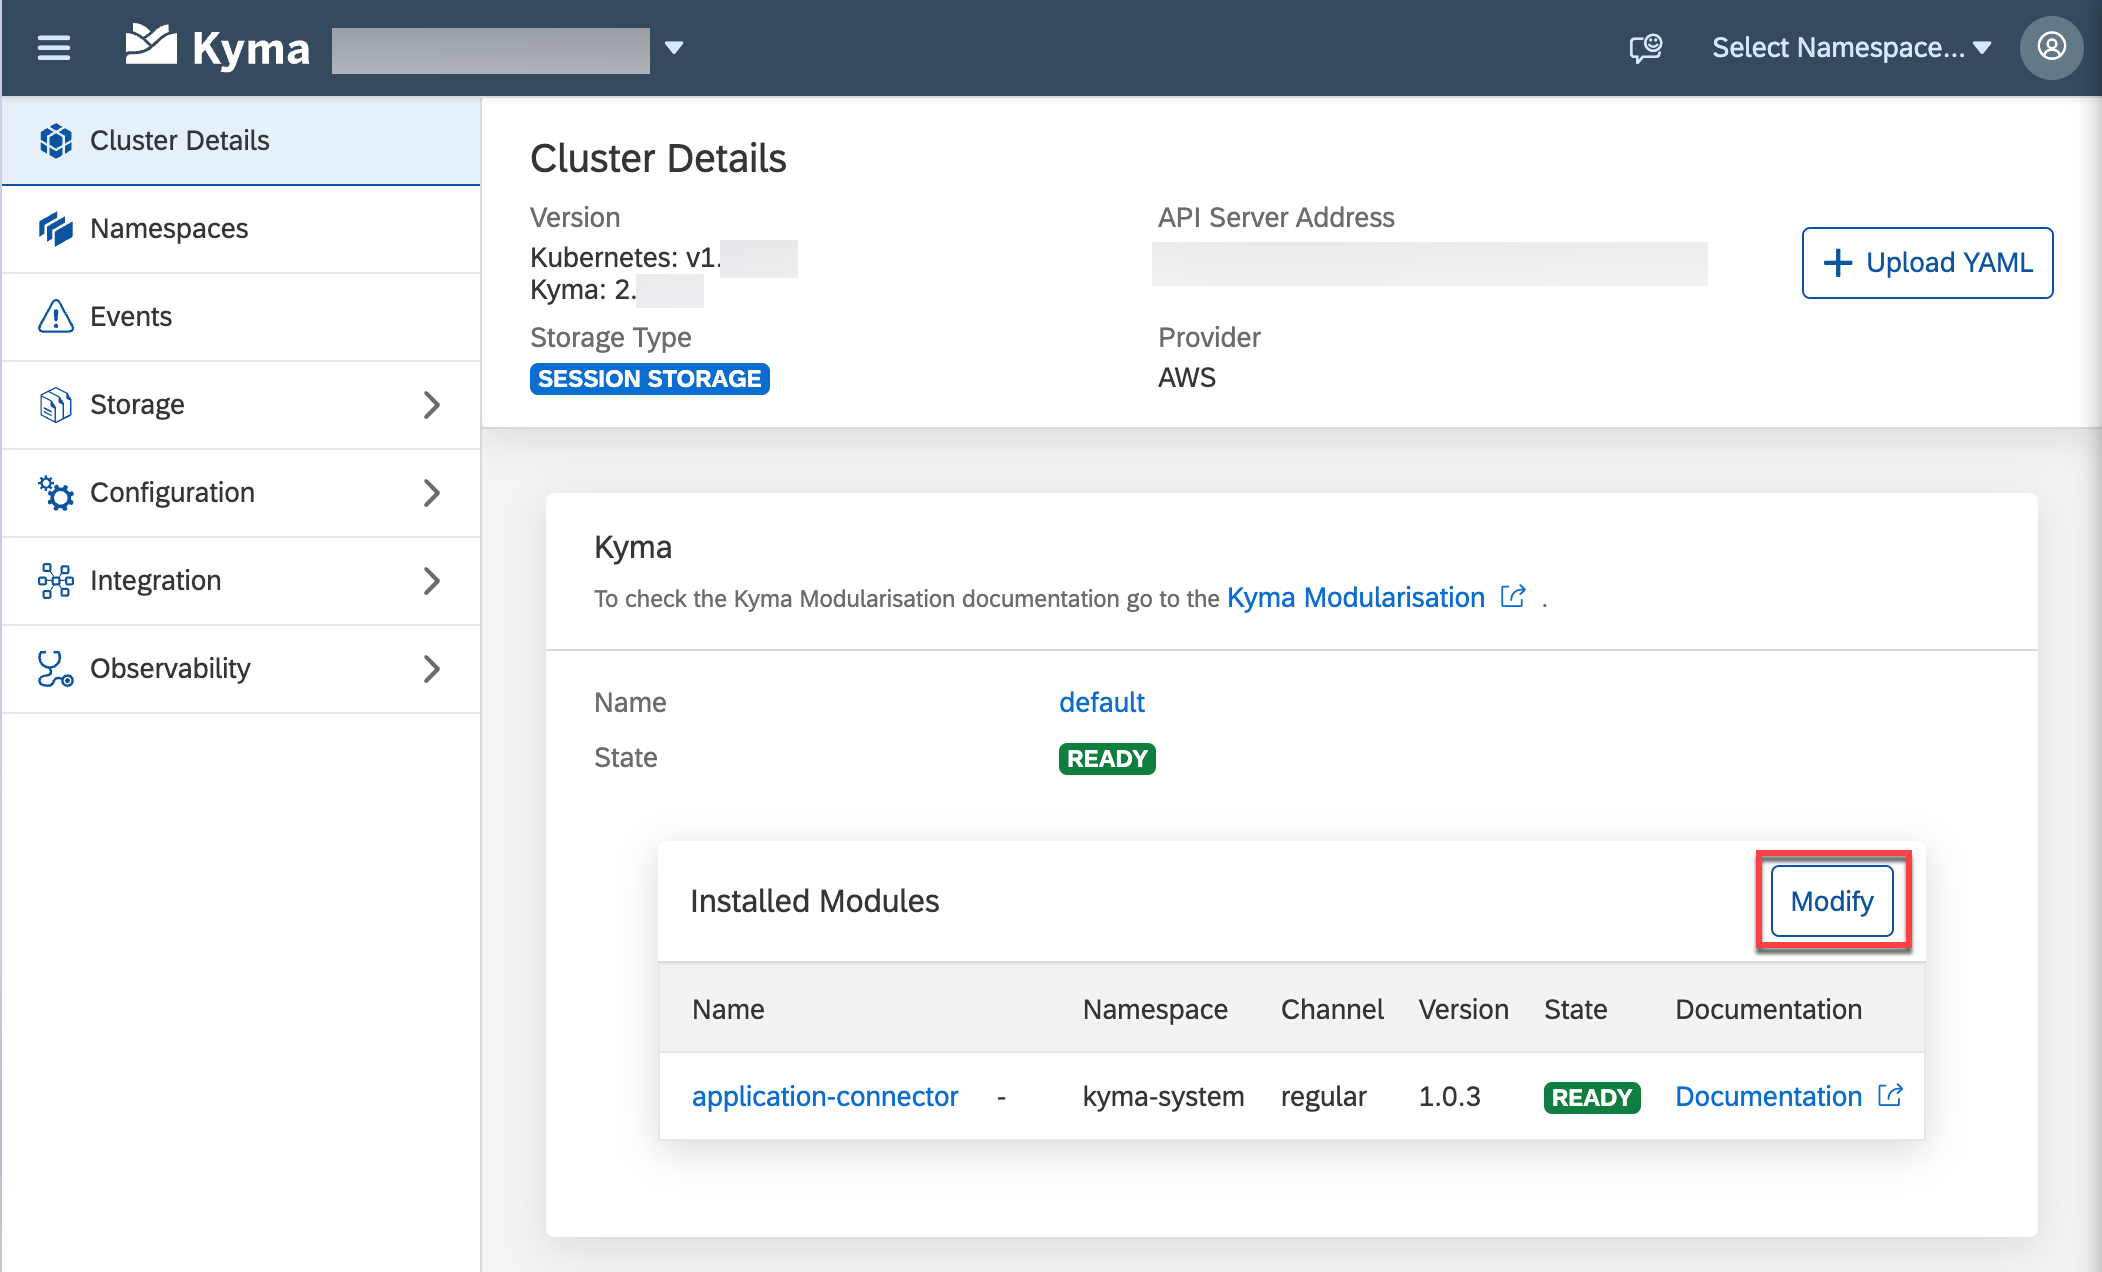 Kyma
Select Namespace...
Cluster Details
Namespaces
Events
Storage
Configuration
Integration
Observability
Cluster Details
Version
Kubernetes: v1.
Kyma: 2.
Storage Type
SESSION STORAGE
API Server Address
Provider
AWS
+ Upload YAML
Kyma
To check the Kyma Modularisation documentation go to the Kyma Modularisation .
Name default
State READY
Installed Modules Modify
Name Namespace Channel Version State Documentation
application-connector - kyma-system regular 1.0.3 READY Documentation